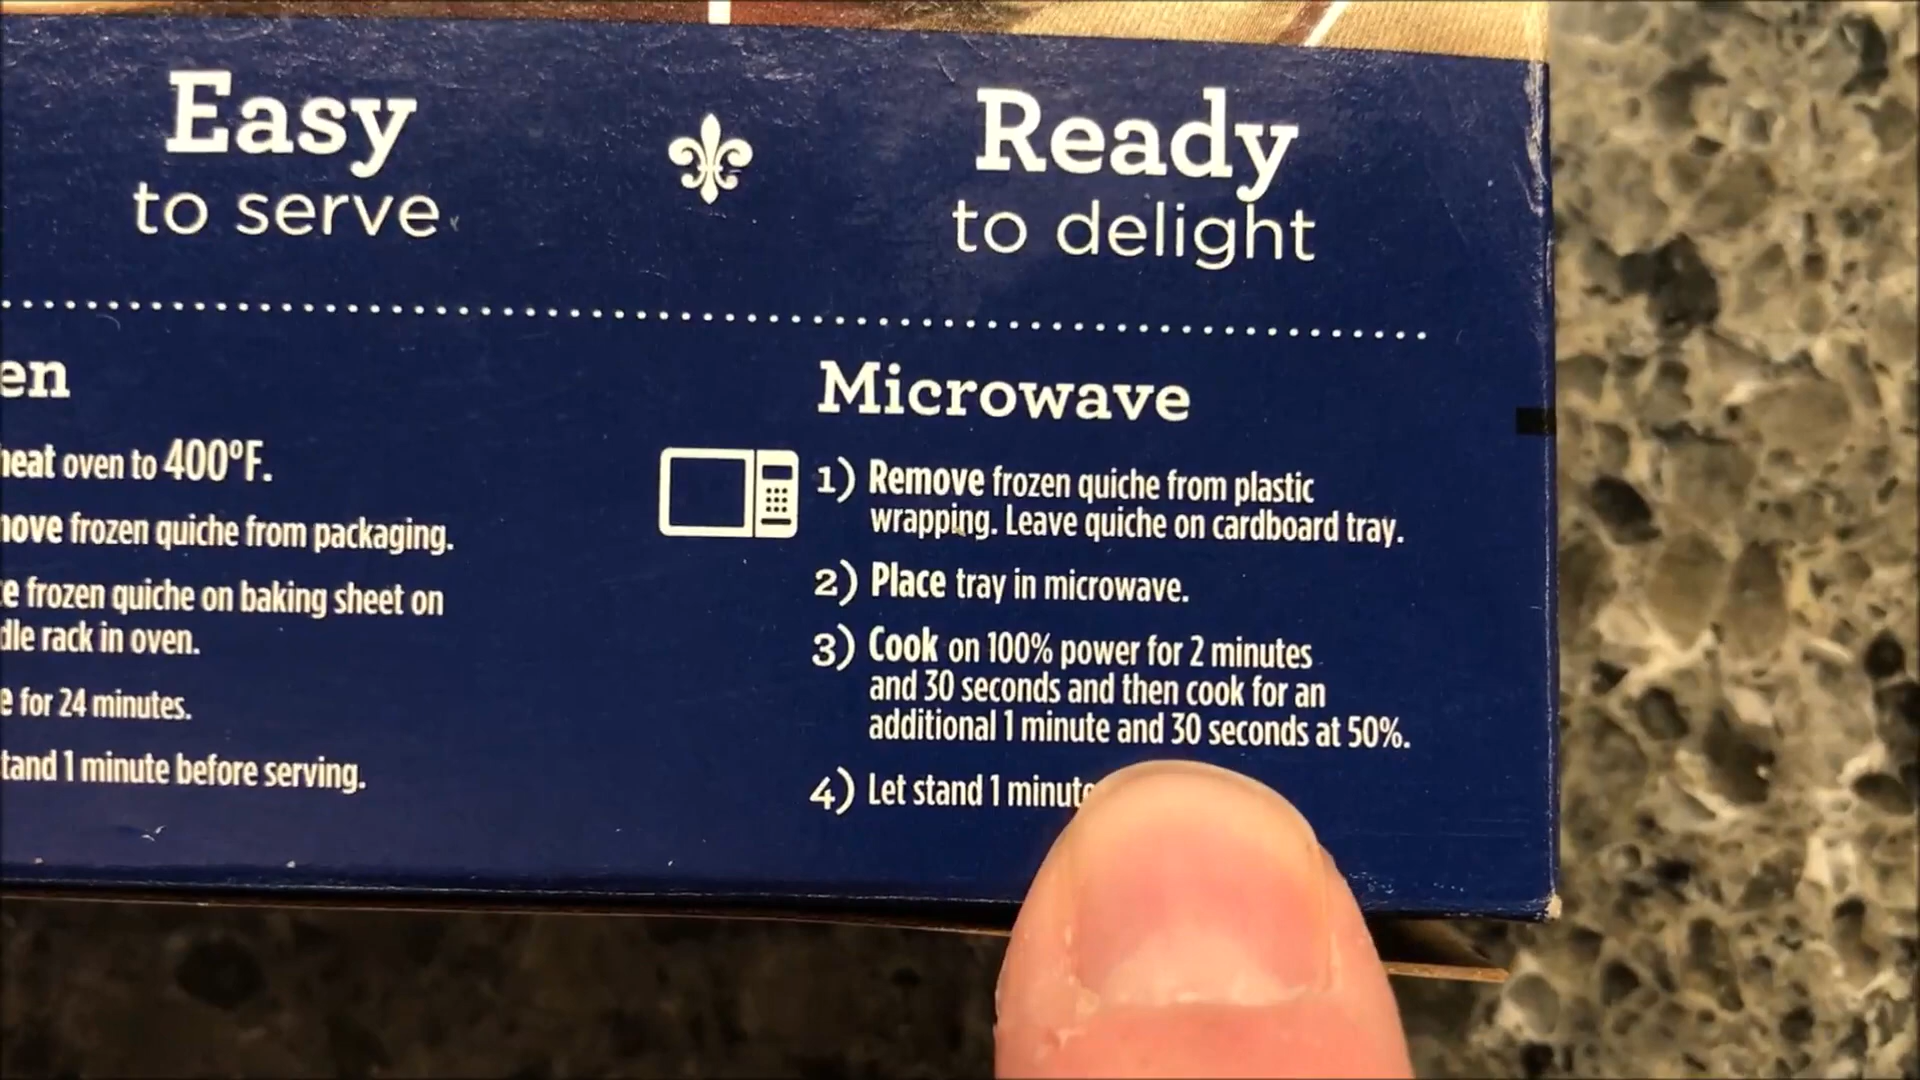 Easy
to serve
Ready
to delight
en
heat oven to 400°F.
move frozen quiche from packaging.
e frozen quiche on baking sheet on
dle rack in oven.
e for 24 minutes.
tand 1 minute before serving.
Microwave
1) Remove frozen quiche from plastic
wrapping. Leave quiche on cardboard tray.
2) Place tray in microwave.
3) Cook on 100% power for 2 minutes
and 30 seconds and then cook for an
additional 1 minute and 30 seconds at 50%.
4) Let stand 1 minute